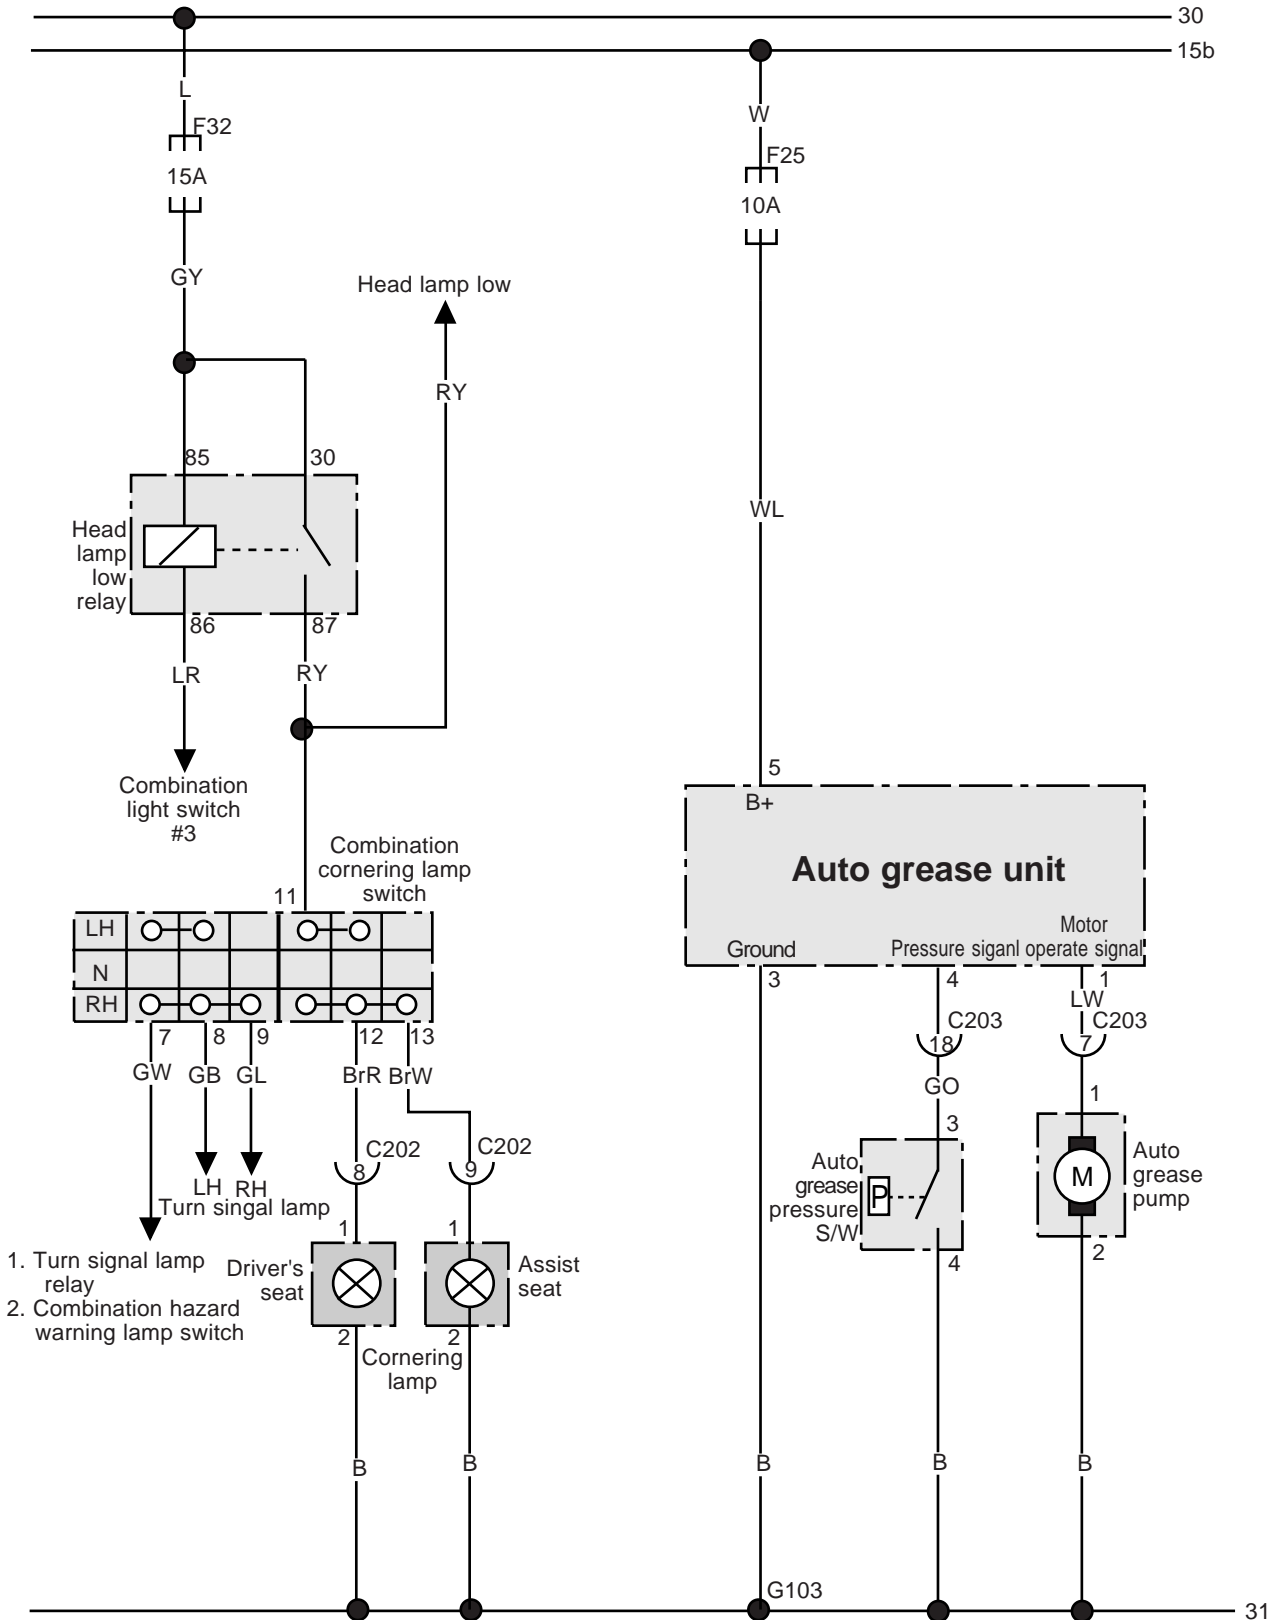 30
15b
L
W
F32
F25
15A
10A
GY
Head lamp low
RY
85
30
Head
lamp
low
relay
86
87
LR
RY
WL
Combination
light switch
#3
5
B+
Auto grease unit
Ground
Pressure siganl
Motor
operate signal
3
4
1
Combination
cornering lamp
switch
11
LH
N
RH
7
8
9
12
13
GW
GB
GL
BrR
BrW
LW
C203
C203
18
7
GO
3
1
C202
C202
8
9
LH
RH
Turn singal lamp
1
1
Auto
grease
pressure
S/W
P
4
M
Auto
grease
pump
2
1. Turn signal lamp
relay
2. Combination hazard
warning lamp switch
Driver's
seat
Assist
seat
2
2
Cornering
lamp
B
B
B
B
B
G103
31